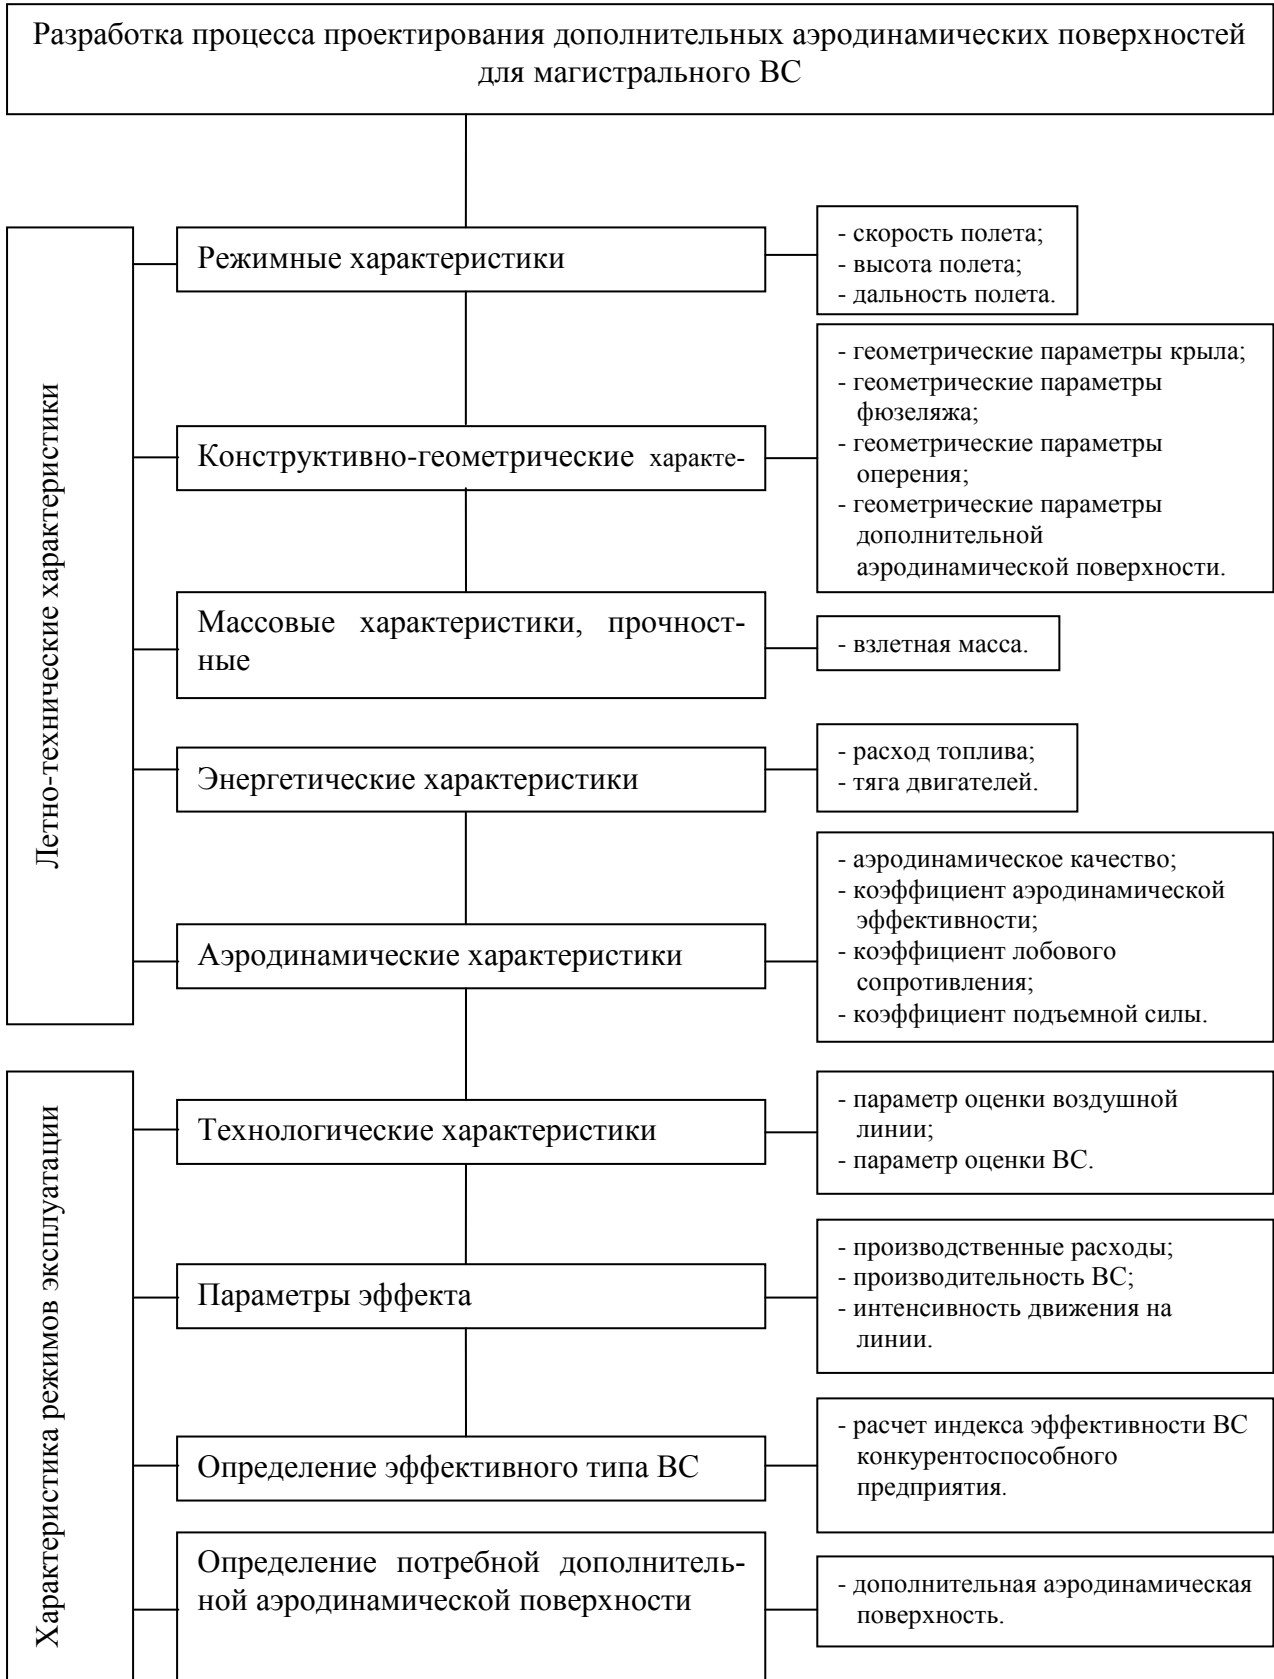 Разработка процесса проектирования дополнительных аэродинамических поверхностей
для магистрального ВС
Летно-технические характеристики
Режимные характеристики
- скорость полета;
- высота полета;
- дальность полета.
Конструктивно-геометрические характе-
- геометрические параметры крыла;
- геометрические параметры
фюзеляжа;
- геометрические параметры
оперения;
- геометрические параметры
дополнительной
аэродинамической поверхности.
Массовые характеристики, прочност-
ные
- взлетная масса.
Энергетические характеристики
- расход топлива;
- тяга двигателей.
Аэродинамические характеристики
- аэродинамическое качество;
- коэффициент аэродинамической
эффективности;
- коэффициент лобового
сопротивления;
- коэффициент подъемной силы.
Характеристика режимов эксплуатации
Технологические характеристики
- параметр оценки воздушной
линии;
- параметр оценки ВС.
Параметры эффекта
- производственные расходы;
- производительность ВС;
- интенсивность движения на
линии.
Определение эффективного типа ВС
- расчет индекса эффективности ВС
конкурентоспособного
предприятия.
Определение потребной дополнитель-
ной аэродинамической поверхности
- дополнительная аэродинамическая
поверхность.